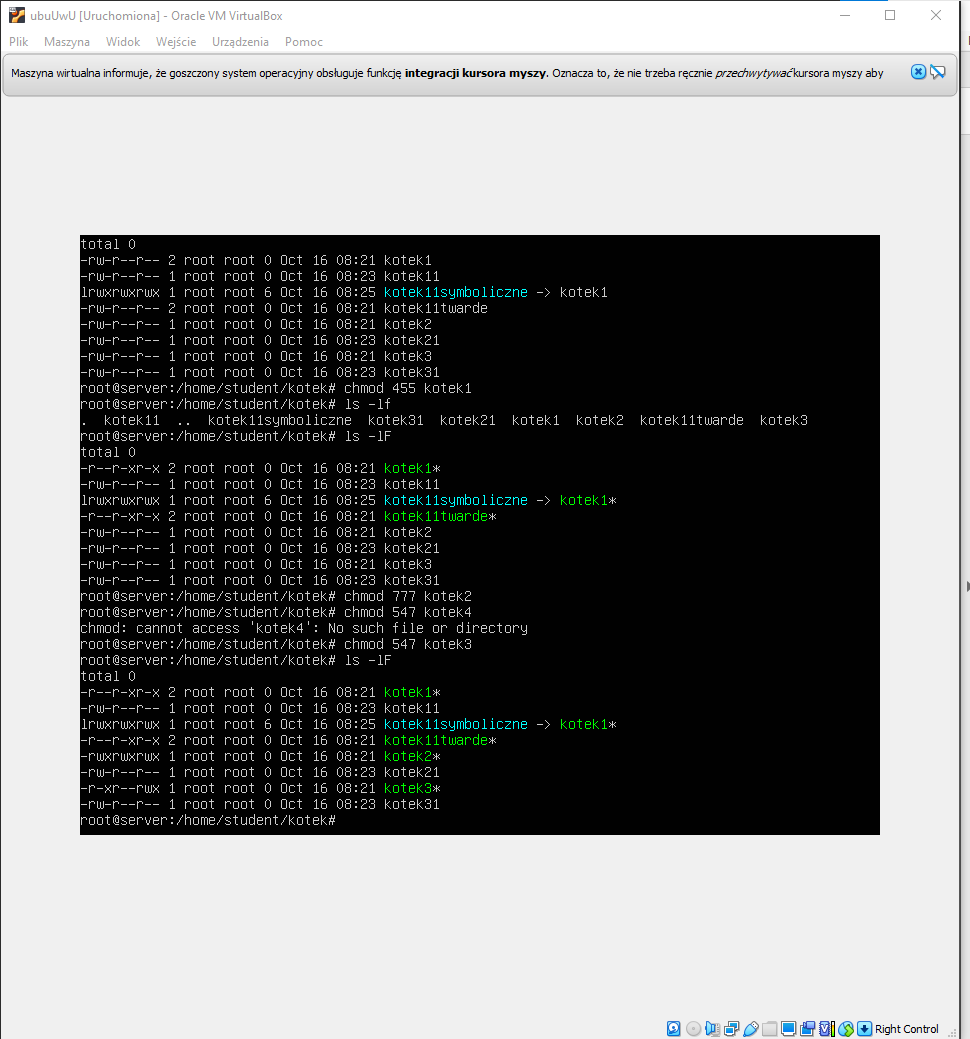 ubuUwU [Uruchomiona] - Oracle VM VirtualBox
Plik Maszyna Widok Wejście Urządzenia Pomoc
Maszyna wirtualna informuje, że goszczony system operacyjny obsługuje funkcję integracji kursora myszy. Oznacza to, że nie trzeba ręcznie przechwytywać kursora myszy aby
total 0
-rw-r--r-- 2 root root 0 Oct 16 08:21 kotek1
-rw-r--r-- 1 root root 0 Oct 16 08:23 kotek11
lrwxrwxrwx 1 root root 6 Oct 16 08:25 kotek11symboliczne -> kotek1
-rw-r--r-- 2 root root 0 Oct 16 08:21 kotek11twarde
-rw-r--r-- 1 root root 0 Oct 16 08:21 kotek2
-rw-r--r-- 1 root root 0 Oct 16 08:23 kotek21
-rw-r--r-- 1 root root 0 Oct 16 08:21 kotek3
-rw-r--r-- 1 root root 0 Oct 16 08:23 kotek31
root@server:/home/student/kotek# chmod 455 kotek1
root@server:/home/student/kotek# ls -lf
.  kotek11  ..  kotek11symboliczne  kotek31  kotek21  kotek1  kotek2  kotek11twarde  kotek3
root@server:/home/student/kotek# ls -lF
total 0
-r--r-xr-x 2 root root 0 Oct 16 08:21 kotek1*
-rw-r--r-- 1 root root 0 Oct 16 08:23 kotek11
lrwxrwxrwx 1 root root 6 Oct 16 08:25 kotek11symboliczne -> kotek1*
-r--r-xr-x 2 root root 0 Oct 16 08:21 kotek11twarde*
-rw-r--r-- 1 root root 0 Oct 16 08:21 kotek2
-rw-r--r-- 1 root root 0 Oct 16 08:23 kotek21
-rw-r--r-- 1 root root 0 Oct 16 08:21 kotek3
-rw-r--r-- 1 root root 0 Oct 16 08:23 kotek31
root@server:/home/student/kotek# chmod 777 kotek2
root@server:/home/student/kotek# chmod 547 kotek4
chmod: cannot access 'kotek4': No such file or directory
root@server:/home/student/kotek# chmod 547 kotek3
root@server:/home/student/kotek# ls -lF
total 0
-r--r-xr-x 2 root root 0 Oct 16 08:21 kotek1*
-rw-r--r-- 1 root root 0 Oct 16 08:23 kotek11
lrwxrwxrwx 1 root root 6 Oct 16 08:25 kotek11symboliczne -> kotek1*
-r--r-xr-x 2 root root 0 Oct 16 08:21 kotek11twarde*
-rwxrwxrwx 1 root root 0 Oct 16 08:21 kotek2*
-rw-r--r-- 1 root root 0 Oct 16 08:23 kotek21
-r-xr--rwx 1 root root 0 Oct 16 08:21 kotek3*
-rw-r--r-- 1 root root 0 Oct 16 08:23 kotek31
root@server:/home/student/kotek#
Right Control